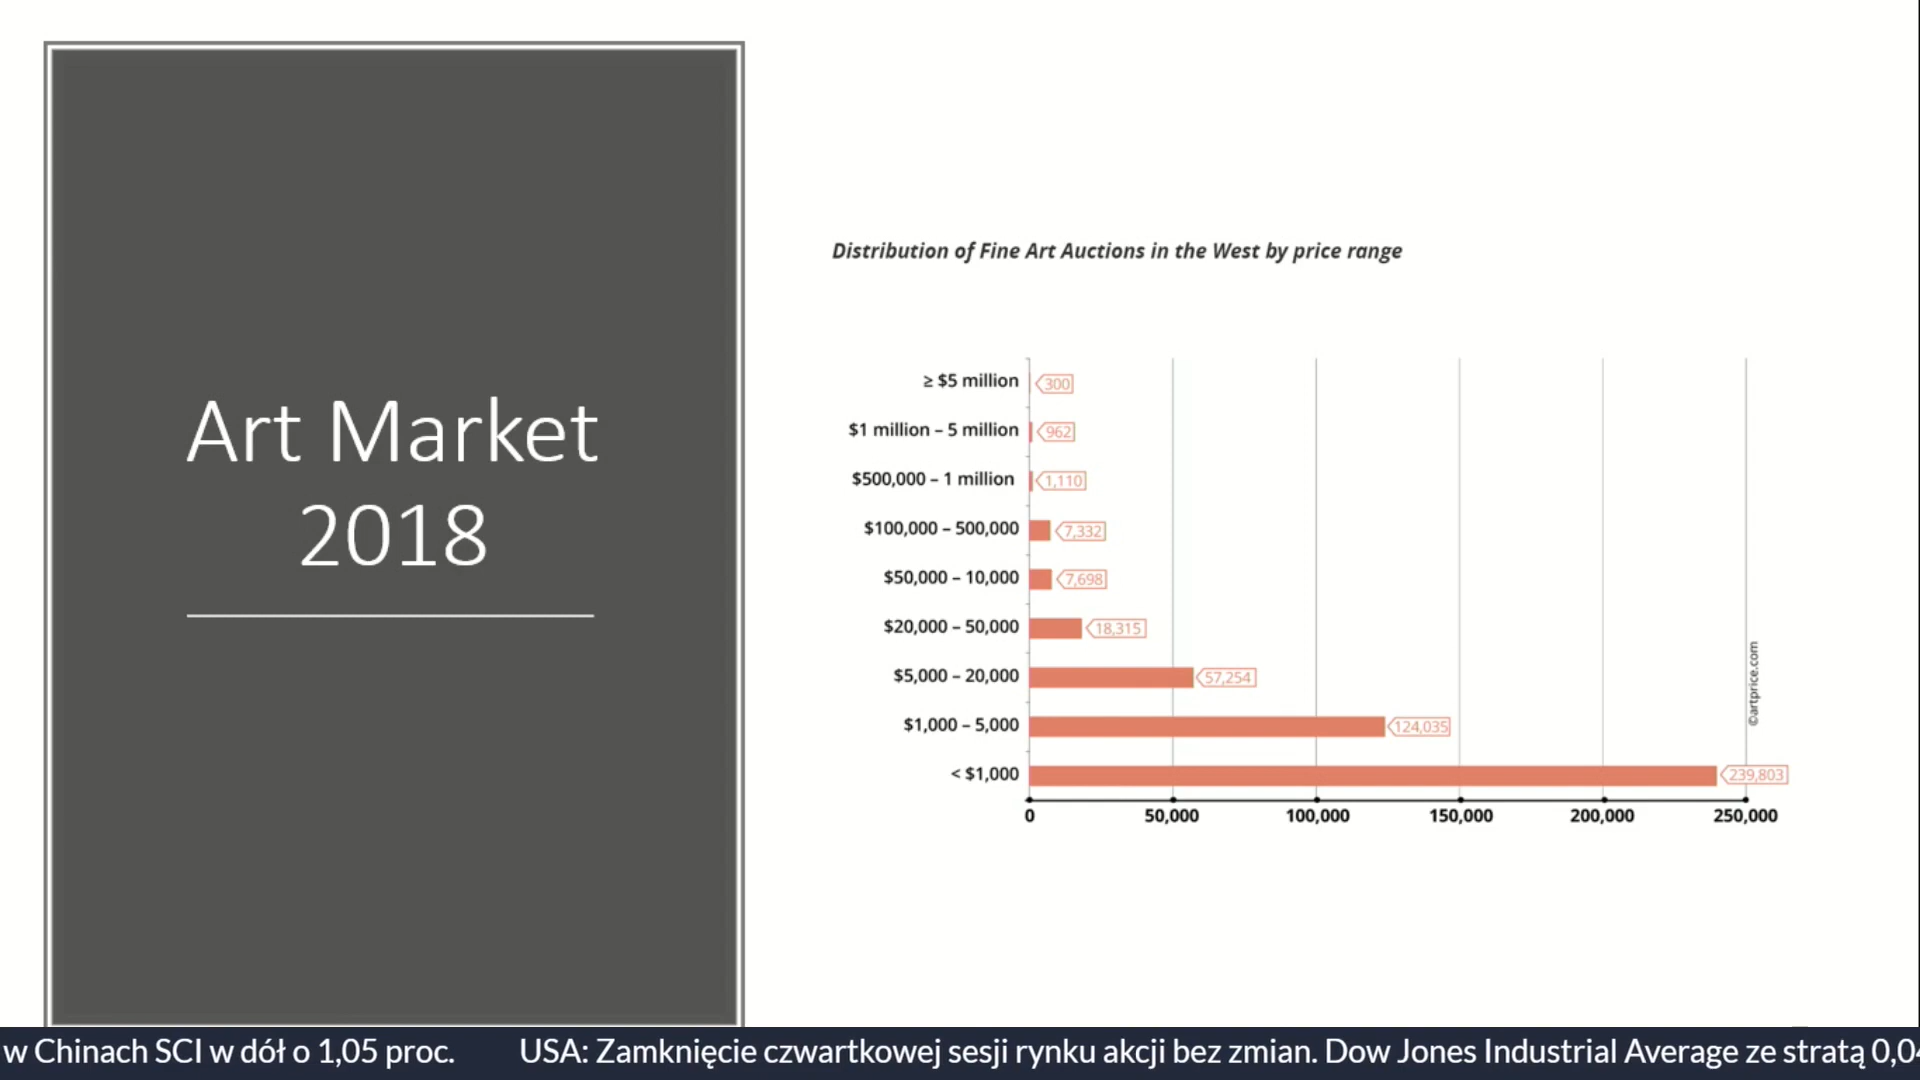 Art Market
2018
Distribution of Fine Art Auctions in the West by price range
≥ $5 million 300
$1 million – 5 million 962
$500,000 – 1 million 1,110
$100,000 – 500,000 7,332
$50,000 – 10,000 7,698
$20,000 – 50,000 18,315
$5,000 – 20,000 57,254
$1,000 – 5,000 124,035
< $1,000 239,803
0 50,000 100,000 150,000 200,000 250,000
©artprice.com
w Chinach SCI w dół o 1,05 proc. USA: Zamknięcie czwartkowej sesji rynku akcji bez zmian. Dow Jones Industrial Average ze stratą